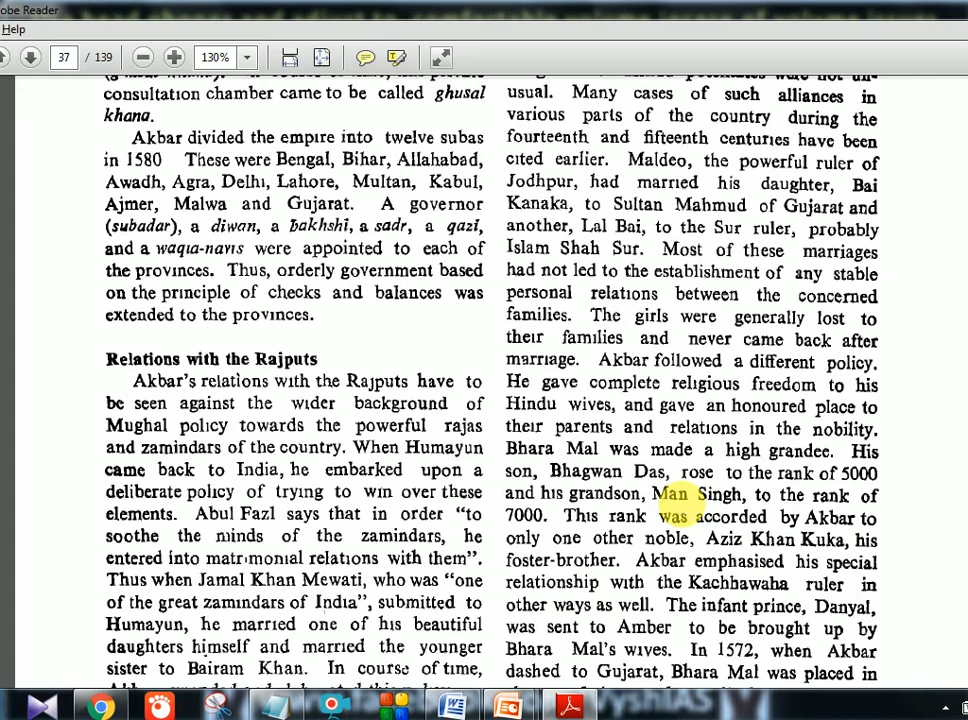 obe Reader
Help
37 / 139
130%
consultation chamber came to be called ghusal
khana.
Akbar divided the empire into twelve subas
in 1580 These were Bengal, Bihar, Allahabad,
Awadh, Agra, Delhi, Lahore, Multan, Kabul,
Ajmer, Malwa and Gujarat. A governor
(subadar), a diwan, a bakhshi, a sadr, a qazi,
and a waqia-navis were appointed to each of
the provinces. Thus, orderly government based
on the principle of checks and balances was
extended to the provinces.
Relations with the Rajputs
Akbar's relations with the Rajputs have to
be seen against the wider background of
Mughal policy towards the powerful rajas
and zamindars of the country. When Humayun
came back to India, he embarked upon a
deliberate policy of trying to win over these
elements. Abul Fazl says that in order "to
soothe the minds of the zamindars, he
entered into matrimonial relations with them".
Thus when Jamal Khan Mewati, who was "one
of the great zamindars of India", submitted to
Humayun, he married one of his beautiful
daughters himself and married the younger
sister to Bairam Khan. In course of time,
usual. Many cases of such alliances in
various parts of the country during the
fourteenth and fifteenth centuries have been
cited earlier. Maldeo, the powerful ruler of
Jodhpur, had married his daughter, Bai
Kanaka, to Sultan Mahmud of Gujarat and
another, Lal Bai, to the Sur ruler, probably
Islam Shah Sur. Most of these marriages
had not led to the establishment of any stable
personal relations between the concerned
families. The girls were generally lost to
their families and never came back after
marriage. Akbar followed a different policy.
He gave complete religious freedom to his
Hindu wives, and gave an honoured place to
their parents and relations in the nobility.
Bhara Mal was made a high grandee. His
son, Bhagwan Das, rose to the rank of 5000
and his grandson, Man Singh, to the rank of
7000. This rank was accorded by Akbar to
only one other noble, Aziz Khan Kuka, his
foster-brother. Akbar emphasised his special
relationship with the Kachhawaha ruler in
other ways as well. The infant prince, Danyal,
was sent to Amber to be brought up by
Bhara Mal's wives. In 1572, when Akbar
dashed to Gujarat, Bhara Mal was placed in